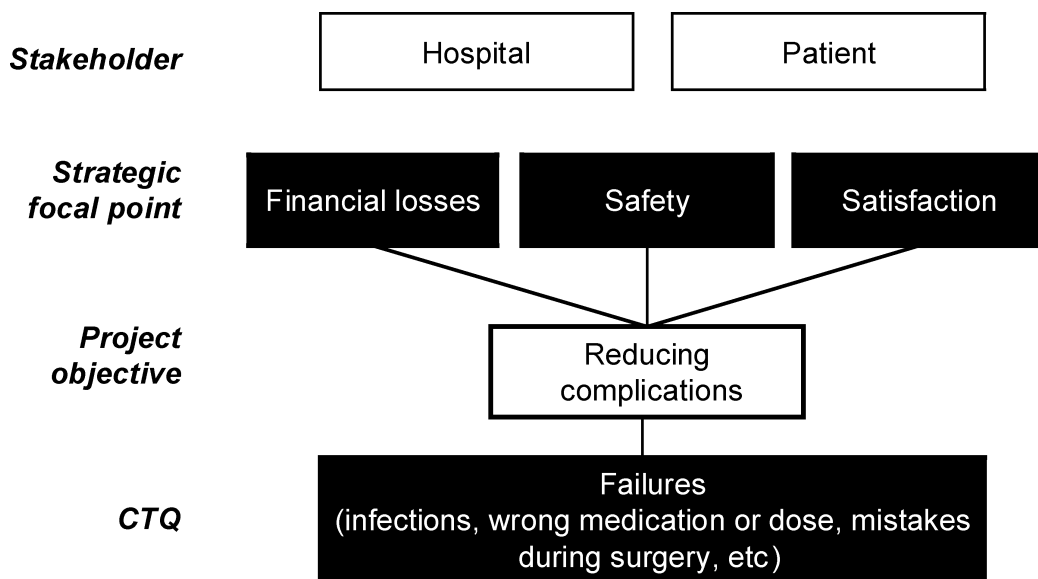 Stakeholder
Hospital
Patient
Strategic
focal point
Financial losses
Safety
Satisfaction
Project
objective
Reducing
complications
CTQ
Failures
(infections, wrong medication or dose, mistakes
during surgery, etc)